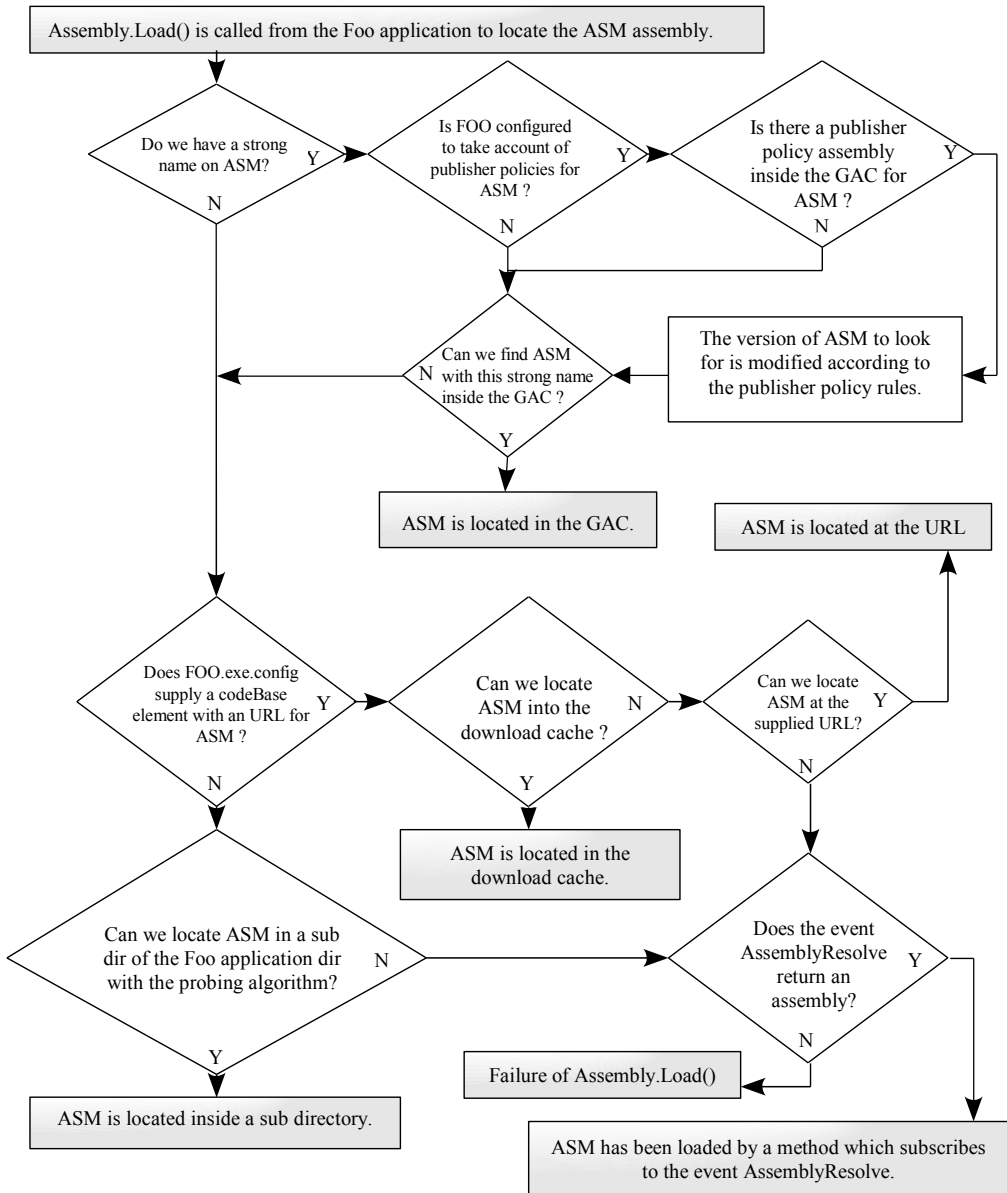 Assembly.Load() is called from the Foo application to locate the ASM assembly.
Do we have a strong
name on ASM?
Y
N
Is FOO configured
to take account of
publisher policies for
ASM ?
Y
N
Is there a publisher
policy assembly
inside the GAC for
ASM ?
Y
N
The version of ASM to look
for is modified according to
the publisher policy rules.
Can we find ASM
with this strong name
inside the GAC ?
N
Y
ASM is located in the GAC.
ASM is located at the URL
Does FOO.exe.config
supply a codeBase
element with an URL for
ASM ?
Y
N
Can we locate
ASM into the
download cache ?
N
Y
Can we locate
ASM at the
supplied URL?
Y
N
ASM is located in the
download cache.
Can we locate ASM in a sub
dir of the Foo application dir
with the probing algorithm?
N
Y
Does the event
AssemblyResolve
return an
assembly?
Y
N
Failure of Assembly.Load()
ASM is located inside a sub directory.
ASM has been loaded by a method which subscribes
to the event AssemblyResolve.